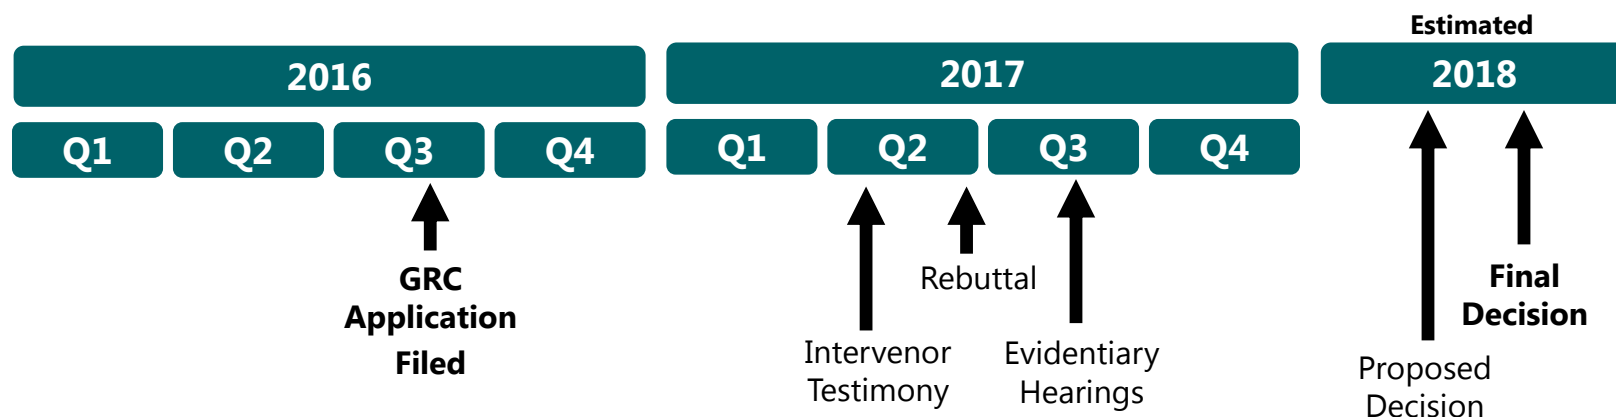 Estimated
2016
2017
2018
Q1
Q2
Q3
Q4
Q1
Q2
Q3
Q4
GRC
Application
Filed
Rebuttal
Final
Decision
Intervenor
Testimony
Evidentiary
Hearings
Proposed
Decision